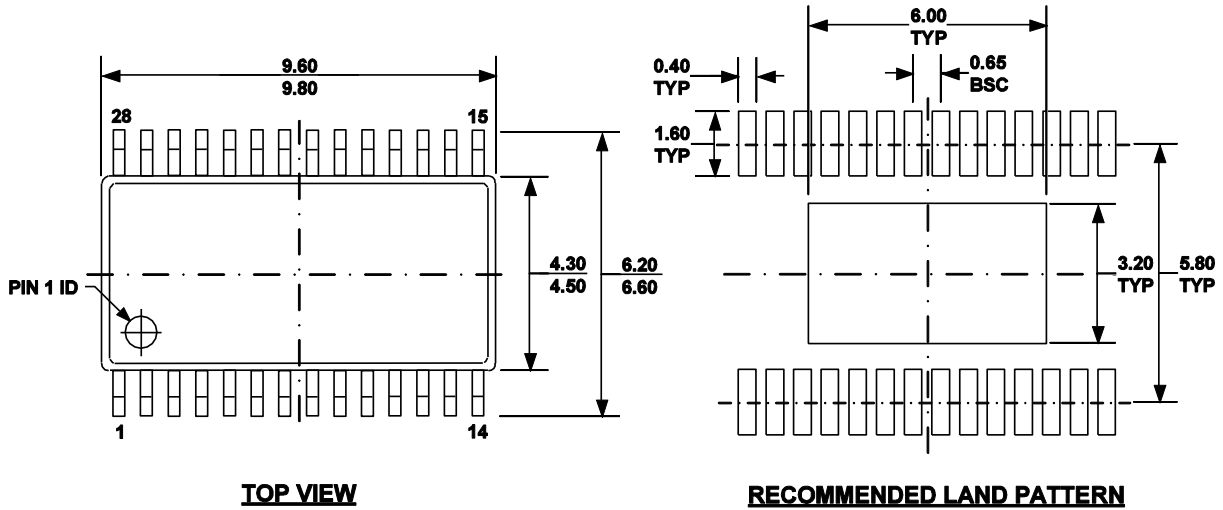 9.60
9.80
28
15
4.30
4.50
6.20
6.60
PIN 1 ID
1
14
TOP VIEW
6.00
TYP
0.40
TYP
0.65
BSC
1.60
TYP
3.20
TYP
5.80
TYP
RECOMMENDED LAND PATTERN